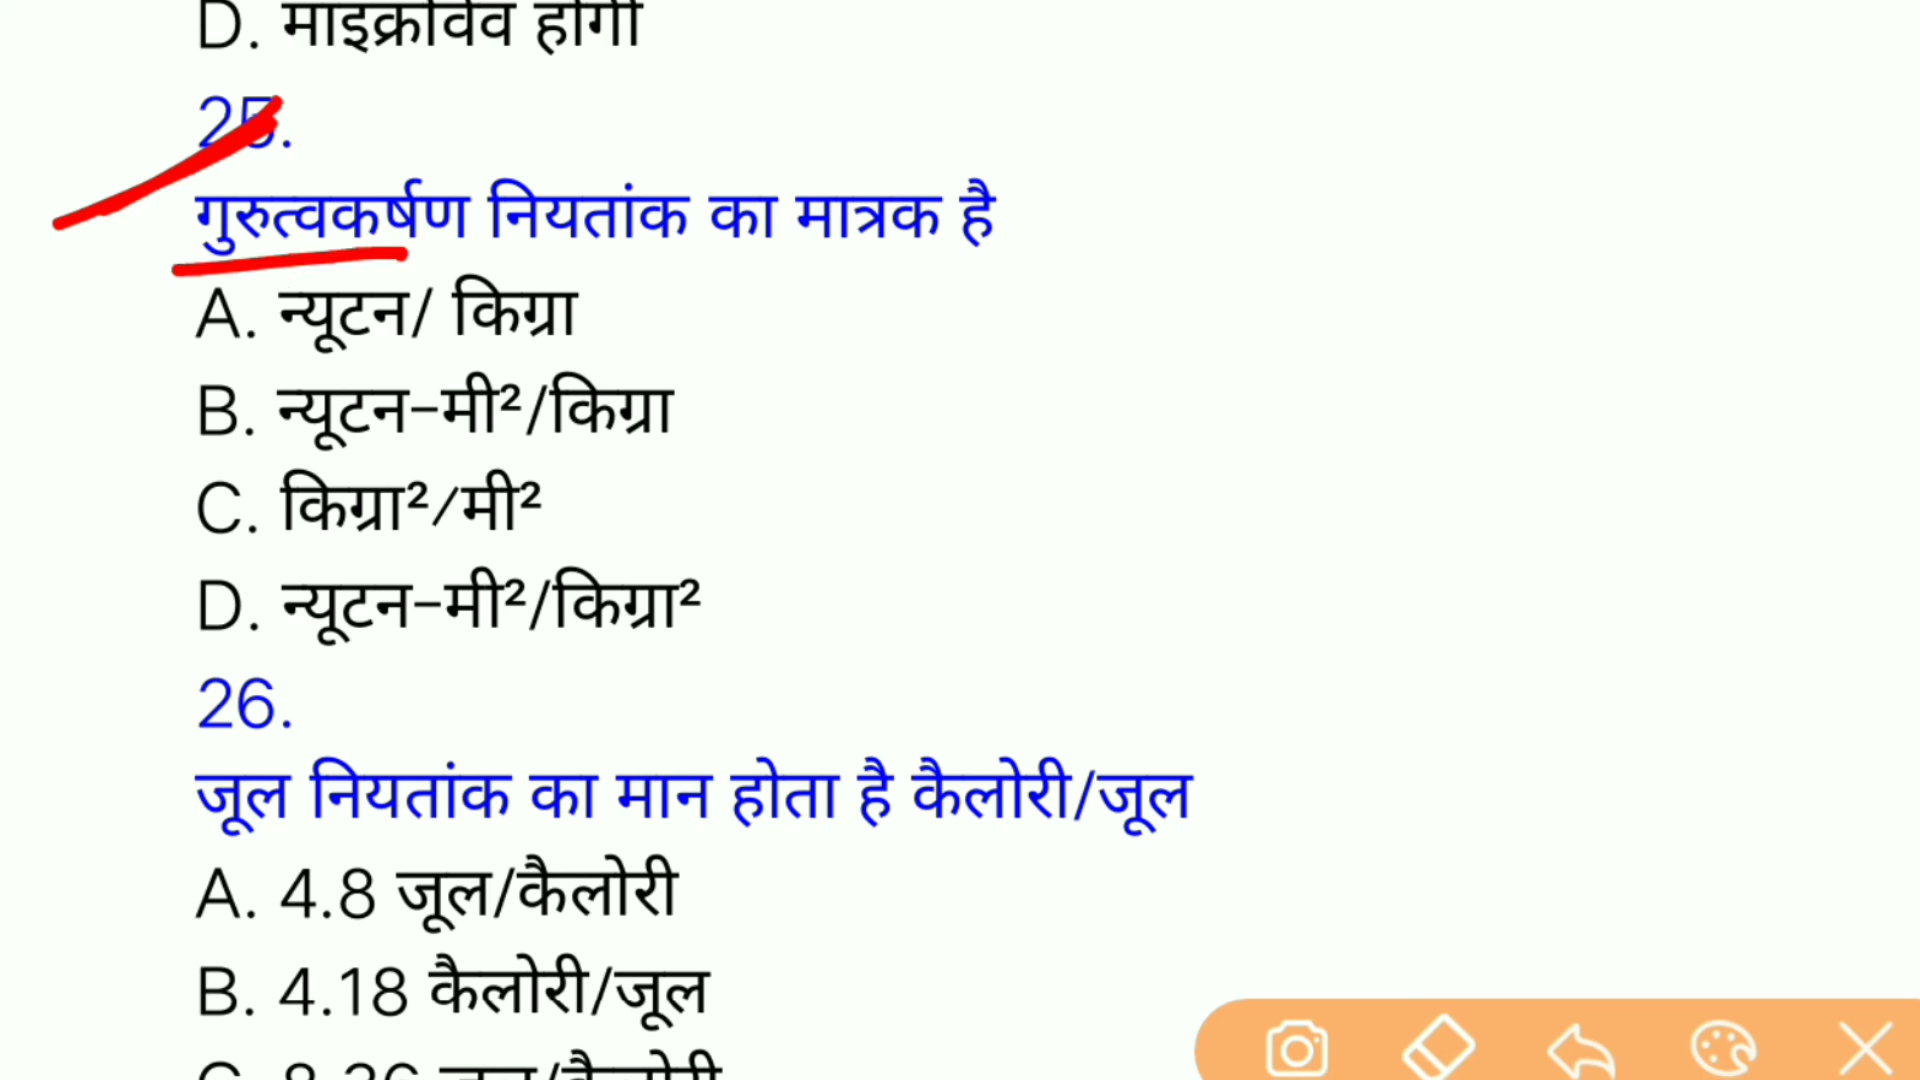 D. माइक्रोवेव होगी
25.
गुरुत्वकर्षण नियतांक का मात्रक है
A. न्यूटन/ किग्रा
B. न्यूटन-मी²/किग्रा
C. किग्रा²/मी²
D. न्यूटन-मी²/किग्रा²
26.
जूल नियतांक का मान होता है कैलोरी/जूल
A. 4.8 जूल/कैलोरी
B. 4.18 कैलोरी/जूल